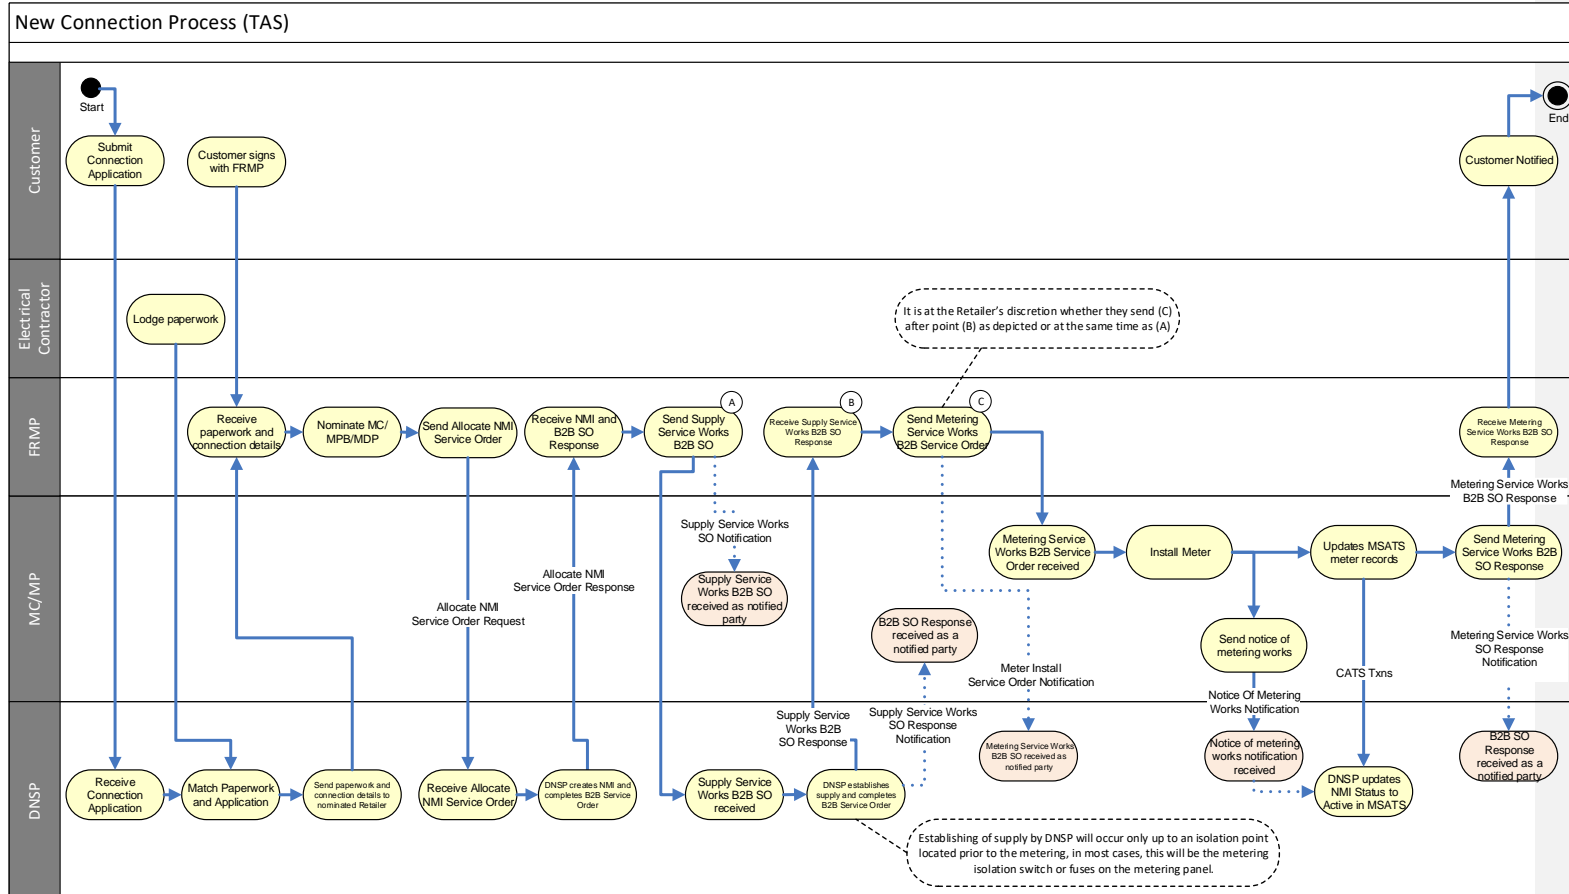 New Connection Process (TAS)
Customer
Start
Submit
Connection
Application
Customer signs
with FRMP
Customer Notified
End
Electrical
Contractor
Lodge paperwork
It is at the Retailer's discretion whether they send (C)
after point (B) as depicted or at the same time as (A)
FRMP
Receive
paperwork and
connection details
Nominate MC/
MPB/MDP
Send Allocate NMI
Service Order
Receive NMI and
B2B SO
Response
A
Send Supply
Service Works
B2B SO
B
Receive Supply Service
Works B2B SO
Response
C
Send Metering
Service Works
B2B Service Order
Receive Metering
Service Works B2B SO
Response
Metering Service Works
B2B SO Response
MC/MP
Supply Service Works
SO Notification
Supply Service
Works B2B SO
received as notified
party
Allocate NMI
Service Order Response
Allocate NMI
Service Order Request
B2B SO Response
received as a
notified party
Metering Service
Works B2B Service
Order received
Install Meter
Updates MSATS
meter records
Send Metering
Service Works B2B
SO Response
Send notice of
metering works
Metering Service Works
SO Response
Notification
Meter Install
Service Order Notification
CATS Txns
Notice Of Metering
Works Notification
Supply Service
Works B2B
SO Response
Supply Service Works
SO Response
Notification
DNSP
Receive
Connection
Application
Match Paperwork
and Application
Send paperwork and
connection details to
nominated Retailer
Receive Allocate
NMI Service Order
DNSP creates NMI and
completes B2B Service
Order
Supply Service
Works B2B SO
received
DNSP establishes
supply and completes
B2B Service Order
Metering Service Works
B2B SO received as
notified party
Notice of metering
works notification
received
DNSP updates
NMI Status to
Active in MSATS
B2B SO
Response
received as a
notified party
Establishing of supply by DNSP will occur only up to an isolation point
located prior to the metering, in most cases, this will be the metering
isolation switch or fuses on the metering panel.